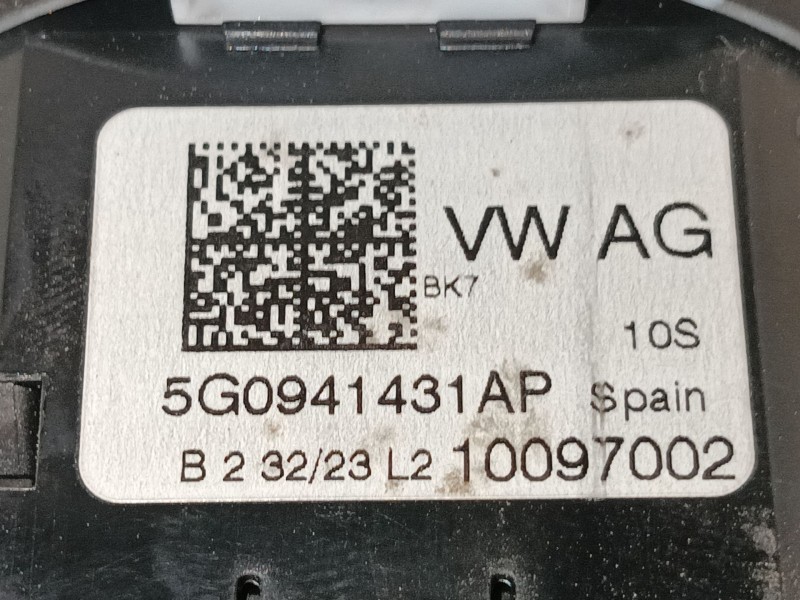 VW AG
BK7
10S
5G0941431AP Spain
B 2 32/23 L2 10097002